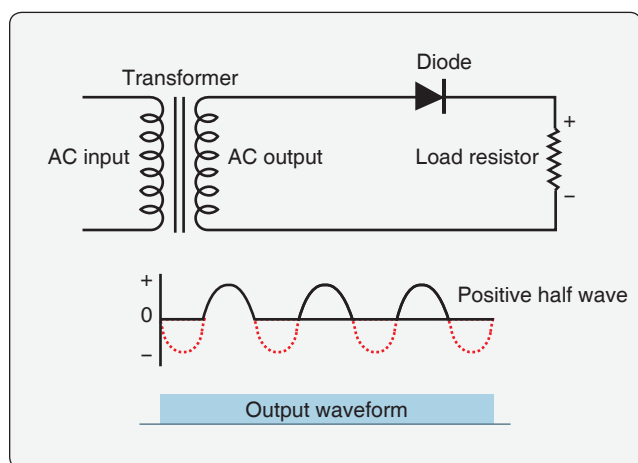 Diode
Transformer
+
AC input
AC output
Load resistor
−
+
Positive half wave
0
−
Output waveform